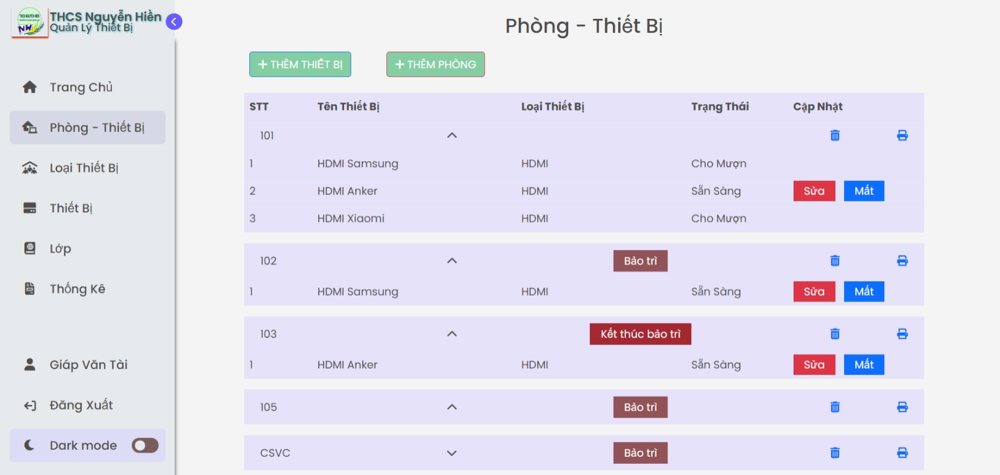 THCS Nguyễn Hiền
Quản Lý Thiết Bị
Trang Chủ
Phòng - Thiết Bị
Loại Thiết Bị
Thiết Bị
Lớp
Thống Kê
Giáp Văn Tài
Đăng Xuất
Dark mode
Phòng - Thiết Bị
+ THÊM THIẾT BỊ
+ THÊM PHÒNG
STT Tên Thiết Bị Loại Thiết Bị Trạng Thái Cập Nhật
101
1 HDMI Samsung HDMI Cho Mượn
2 HDMI Anker HDMI Sẵn Sàng Sửa Mất
3 HDMI Xiaomi HDMI Cho Mượn
102 Bảo trì
1 HDMI Samsung HDMI Sẵn Sàng Sửa Mất
103 Kết thúc bảo trì
1 HDMI Anker HDMI Sẵn Sàng Sửa Mất
105 Bảo trì
CSVC Bảo trì